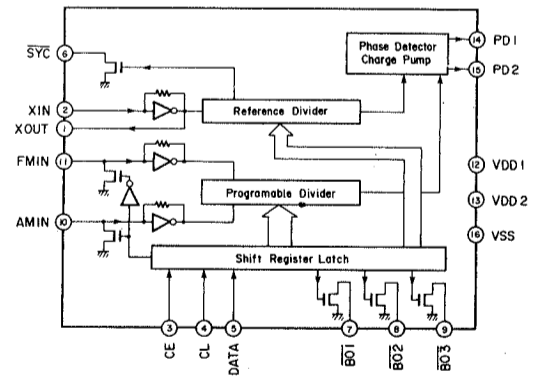 Phase Detector
Charge Pump
14 PD1
15 PD2
6
SYC
XIN 2
XOUT 1
Reference Divider
FMIN 11
12 VDD1
Programable Divider
13 VDD2
AMIN 10
16 VSS
Shift Register Latch
3 4 5 7 8 9
CE CL DATA BO1 BO2 BO3